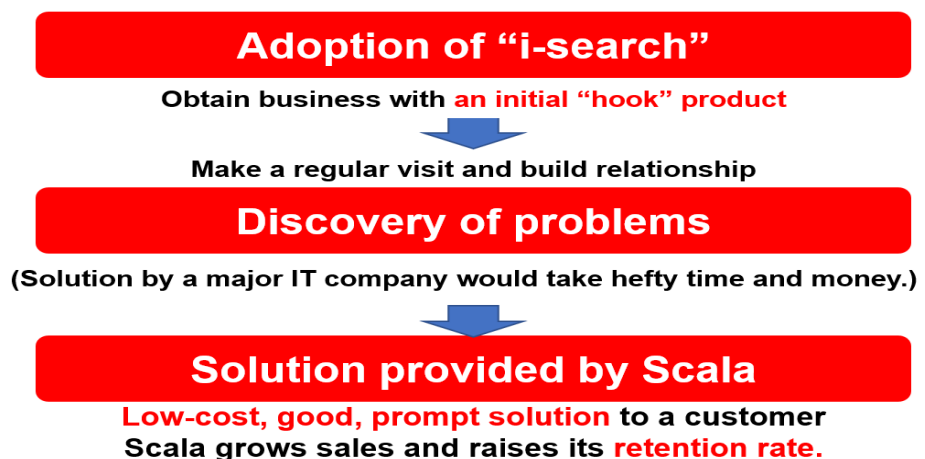 Adoption of “i-search”
Obtain business with an initial “hook” product
Make a regular visit and build relationship
Discovery of problems
(Solution by a major IT company would take hefty time and money.)
Solution provided by Scala
Low-cost, good, prompt solution to a customer
Scala grows sales and raises its retention rate.